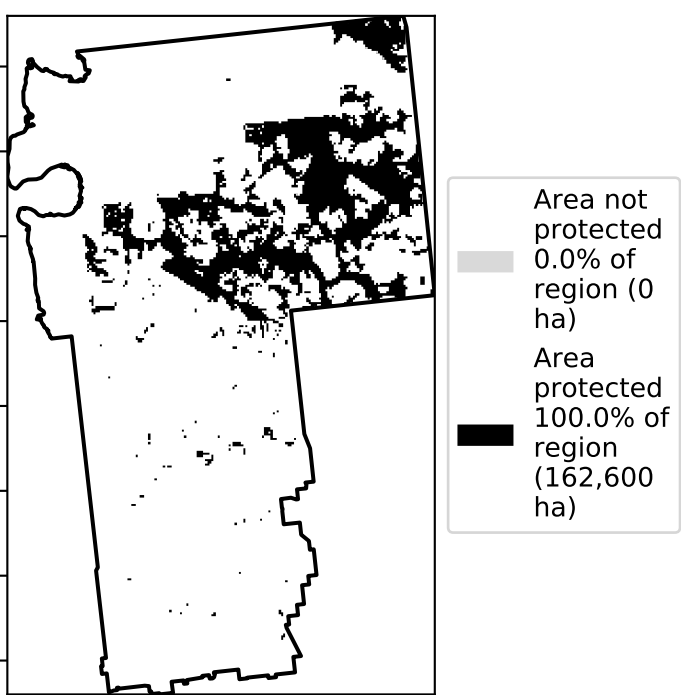 Area not
protected
0.0% of
region (0
ha)
Area
protected
100.0% of
region
(162,600
ha)